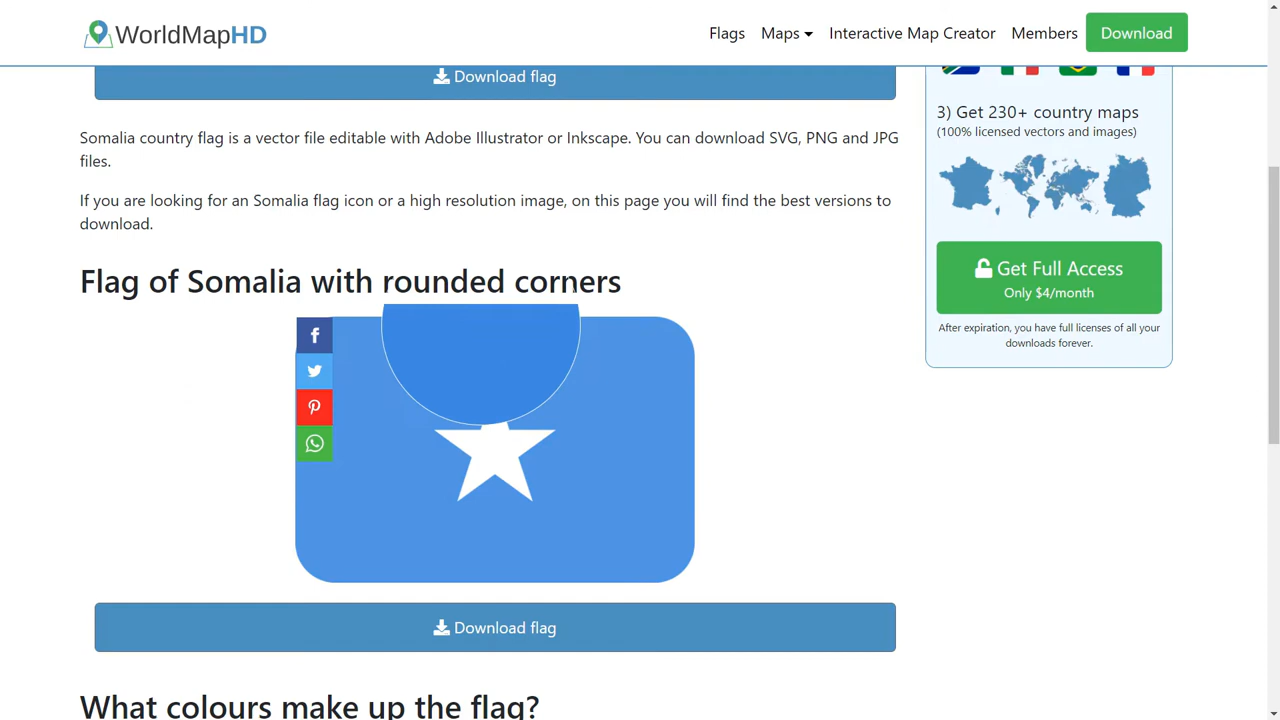 WorldMapHD
Flags
Maps
Interactive Map Creator
Members
Download
Download flag
Somalia country flag is a vector file editable with Adobe Illustrator or Inkscape. You can download SVG, PNG and JPG
files.
If you are looking for an Somalia flag icon or a high resolution image, on this page you will find the best versions to
download.
Flag of Somalia with rounded corners
Download flag
What colours make up the flag?
3) Get 230+ country maps
(100% licensed vectors and images)
Get Full Access
Only $4/month
After expiration, you have full licenses of all your
downloads forever.